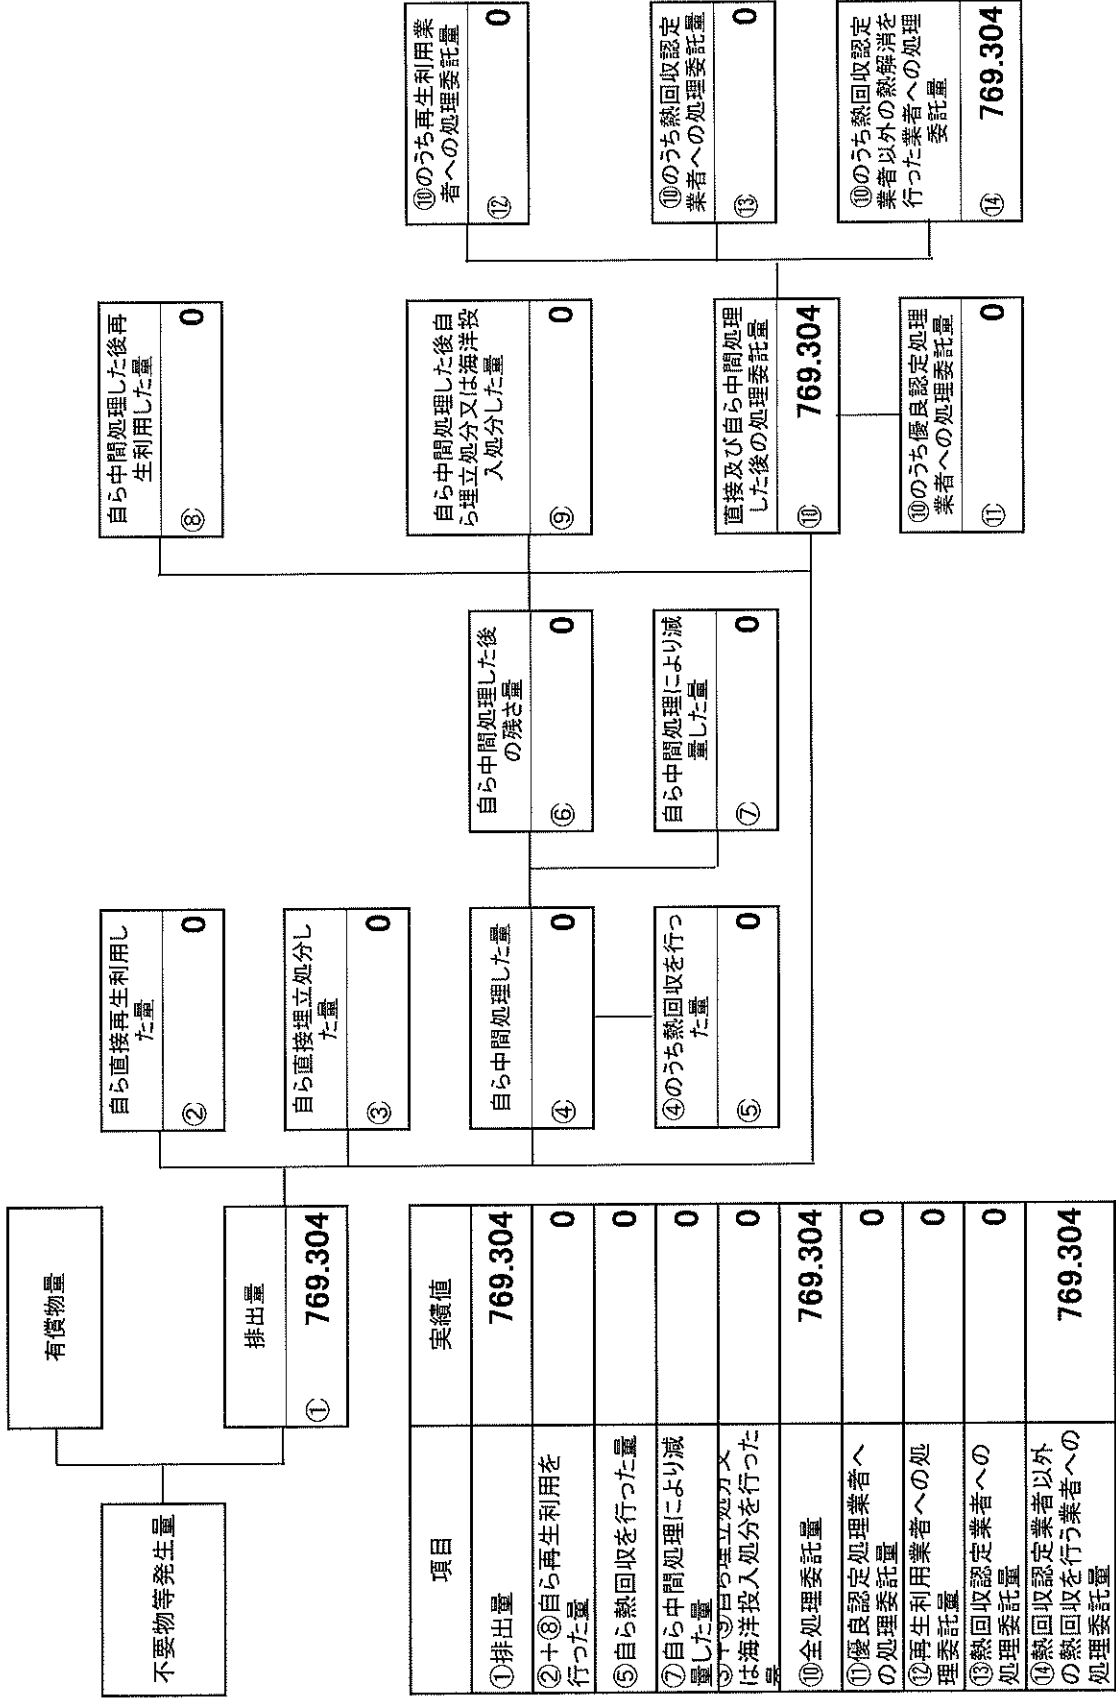 不要物等発生量
有償物量
排出量
① 769.304
自ら直接再生利用し
た量
② 0
自ら直接埋立処分し
た量
③ 0
自ら中間処理した量
④ 0
④のうち熱回収を行っ
た量
⑤ 0
自ら中間処理した後
の残さ量
⑥ 0
自ら中間処理により減
量した量
⑦ 0
自ら中間処理した後再
生利用した量
⑧ 0
自ら中間処理した後自
ら埋立処分又は海洋投
入処分した量
⑨ 0
直接及び自ら中間処理
した後の処理委託量
⑩ 769.304
⑩のうち優良認定処理
業者への処理委託量
⑪ 0
⑩のうち再生利用業
者への処理委託量
⑫ 0
⑩のうち熱回収認定
業者への処理委託量
⑬ 0
⑩のうち熱回収認定
業者以外の熱解消を
行った業者への処理
委託量
⑭ 769.304
項目 実績値
①排出量 769.304
②+⑧自ら再生利用を
行った量 0
⑤自ら熱回収を行った量 0
⑦自ら中間処理により減
量した量 0
③+⑨自ら埋立処分又
は海洋投入処分を行った
量 0
⑩全処理委託量 769.304
⑪優良認定処理業者へ
の処理委託量 0
⑫再生利用業者への処
理委託量 0
⑬熱回収認定業者への
処理委託量 0
⑭熱回収認定業者以外
の熱回収を行う業者への
処理委託量 769.304